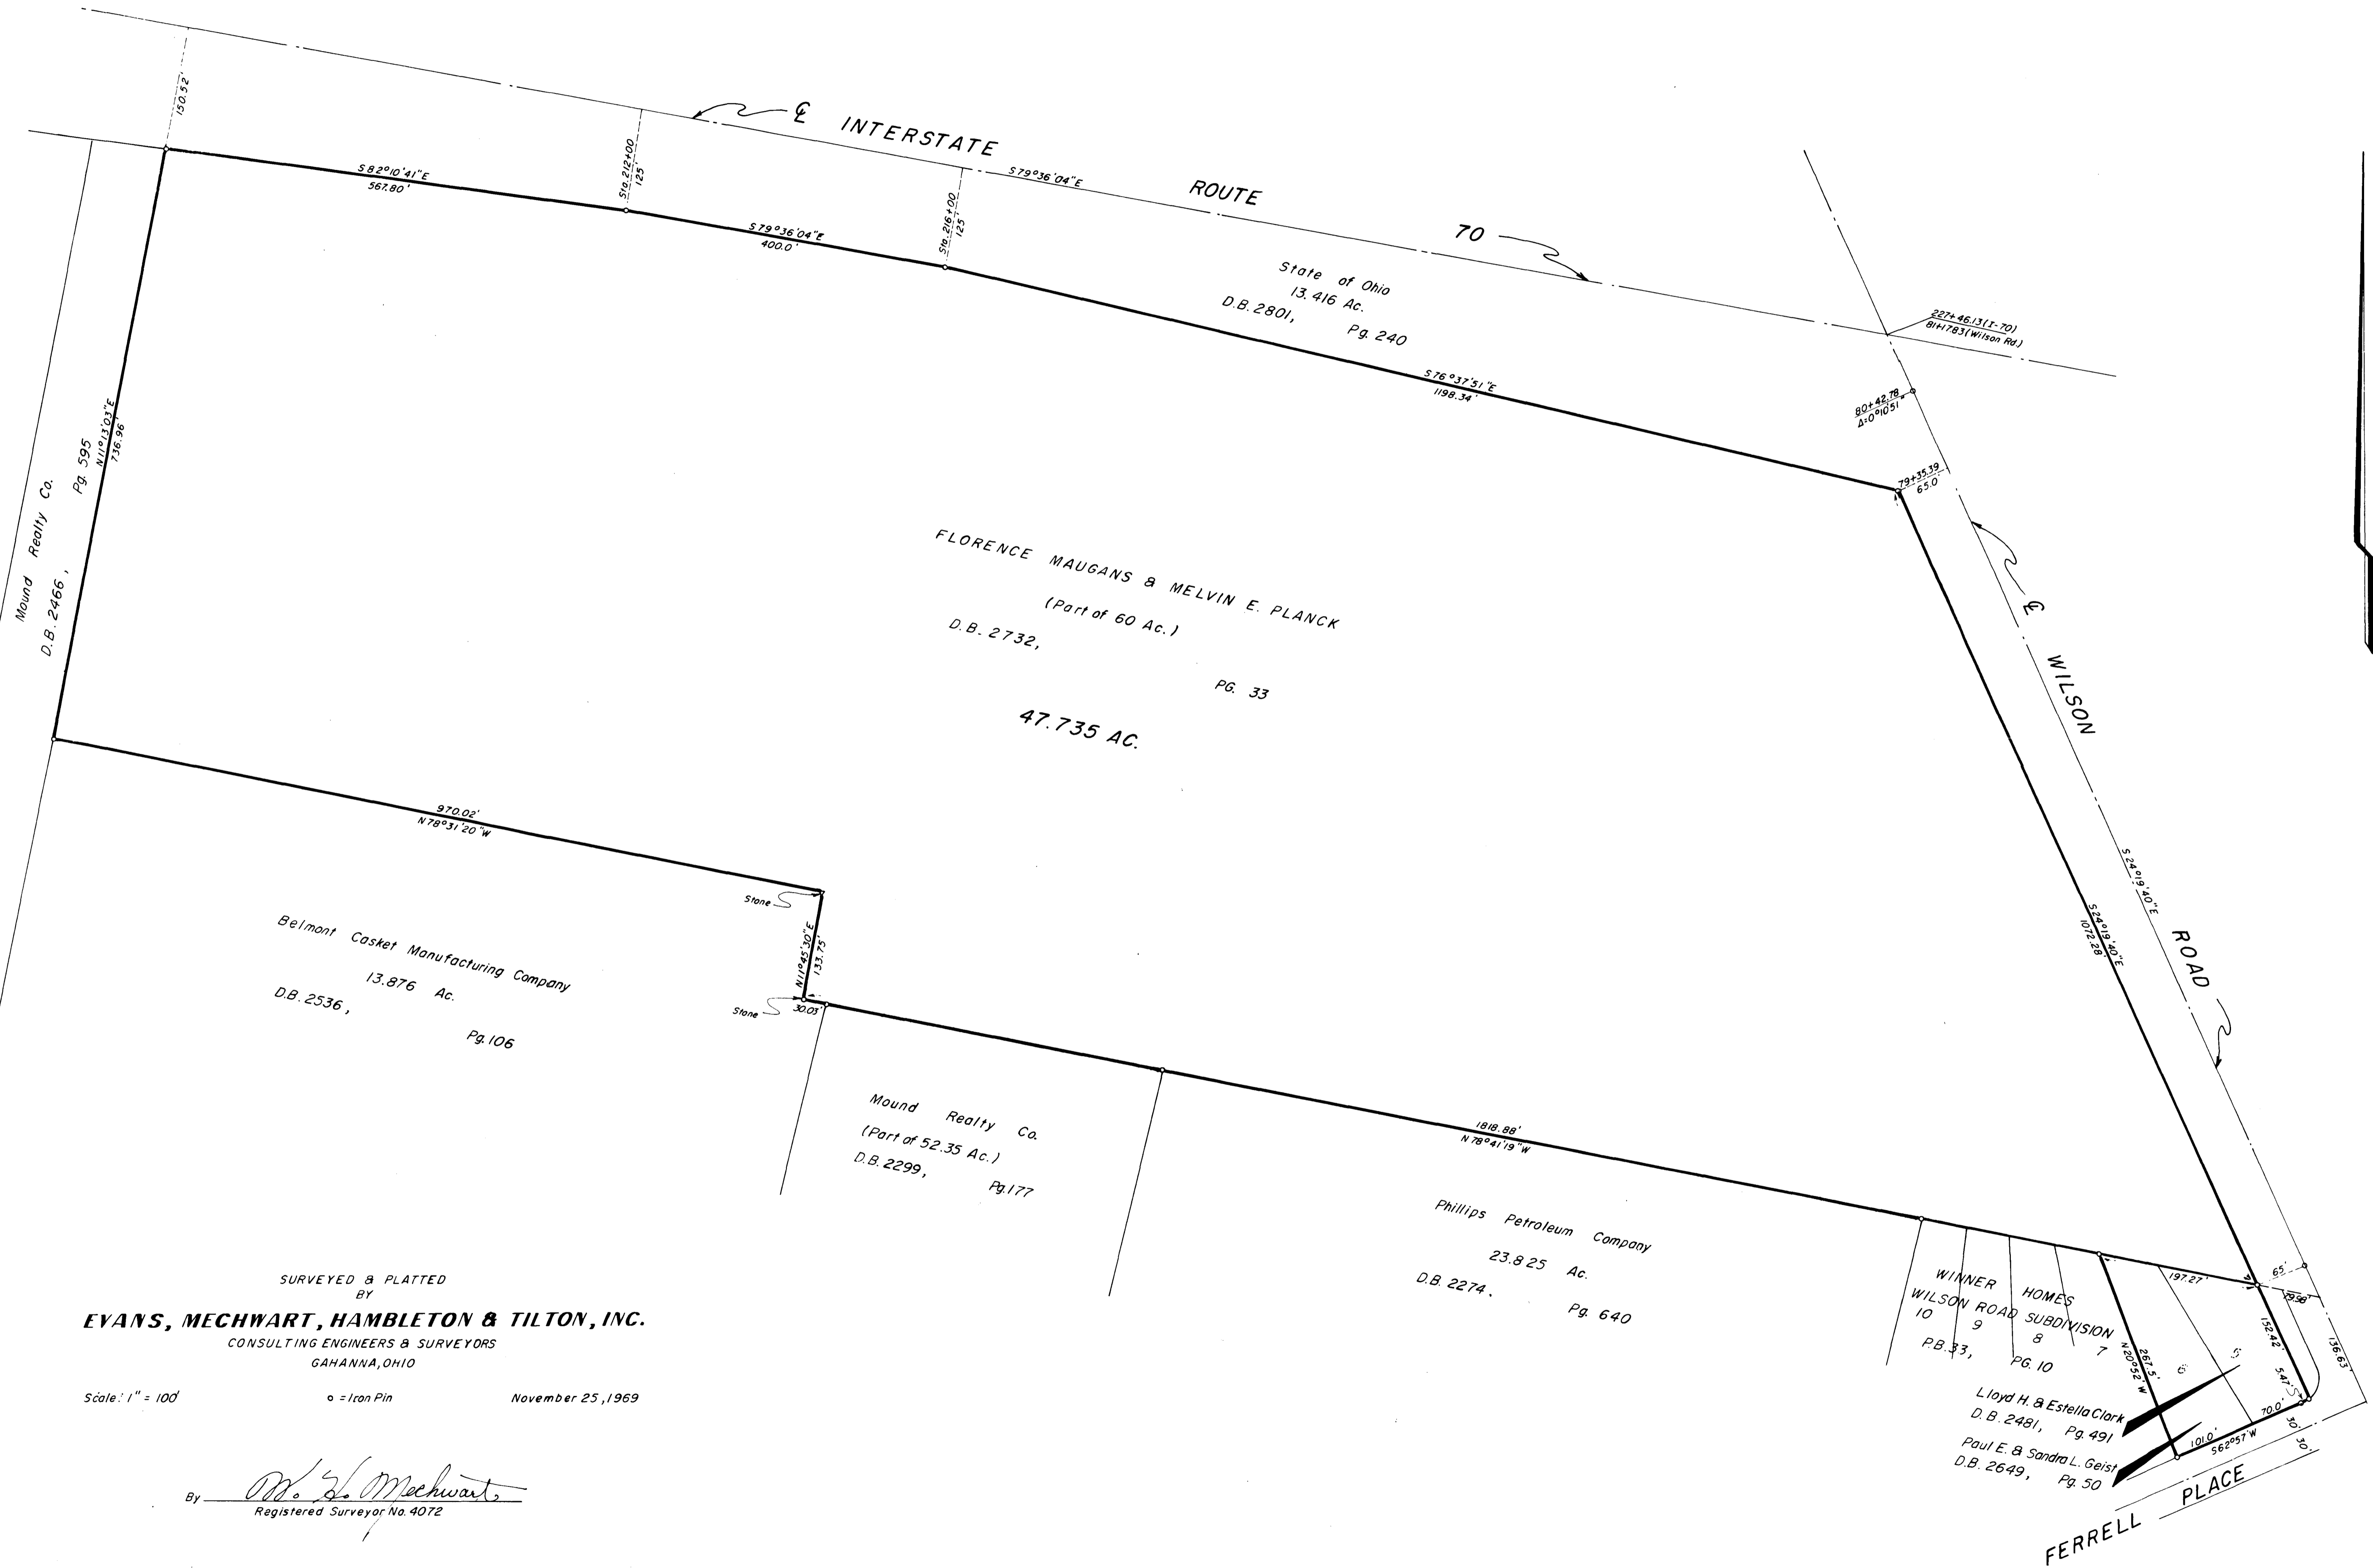 150.52'
℄ INTERSTATE ROUTE 70
S 79°36'04"E
S 82°10'41"E
567.80'
Sta. 212+00
125'
S 79°36'04"E
400.0'
Sta. 216+00
125'
State of Ohio
13.416 Ac.
D.B. 2801, Pg. 240
S 76°37'51"E
1198.34'
227+46.13 (I-70)
81+17.83 (Wilson Rd.)
80+42.78
Δ=0°10'51"
79+35.39
65.0'
Mound Realty Co.
D.B. 2466, Pg. 595
N 11°13'03"E
736.96'
FLORENCE MAUGANS & MELVIN E. PLANCK
(Part of 60 Ac.)
D.B. 2732, PG. 33
47.735 AC.
℄ WILSON ROAD
S 24°19'40"E
S 24°19'40"E
1072.28'
970.02'
N 78°31'20"W
Stone
N 11°45'30"E
133.75'
Stone
30.03'
Belmont Casket Manufacturing Company
13.876 Ac.
D.B. 2536, Pg. 106
Mound Realty Co.
(Part of 52.35 Ac.)
D.B. 2299, Pg. 177
1818.88'
N 78°41'19"W
Phillips Petroleum Company
23.825 Ac.
D.B. 2274, Pg. 640
WINNER HOMES
WILSON ROAD SUBDIVISION
10 9 8 7 6 5
P.B. 33, PG. 10
197.27'
65'
79.98'
152.42'
136.63'
5.47'
267.5'
N 20°52'W
70.0'
101.0'
S 62°57'W
30'
30'
Lloyd H. & Estella Clark
D.B. 2481, Pg. 491
Paul E. & Sandra L. Geist
D.B. 2649, Pg. 50
FERRELL PLACE
SURVEYED & PLATTED
BY
EVANS, MECHWART, HAMBLETON & TILTON, INC.
CONSULTING ENGINEERS & SURVEYORS
GAHANNA, OHIO
Scale: 1" = 100' o = Iron Pin November 25, 1969
By W. H. Mechwart
Registered Surveyor No. 4072